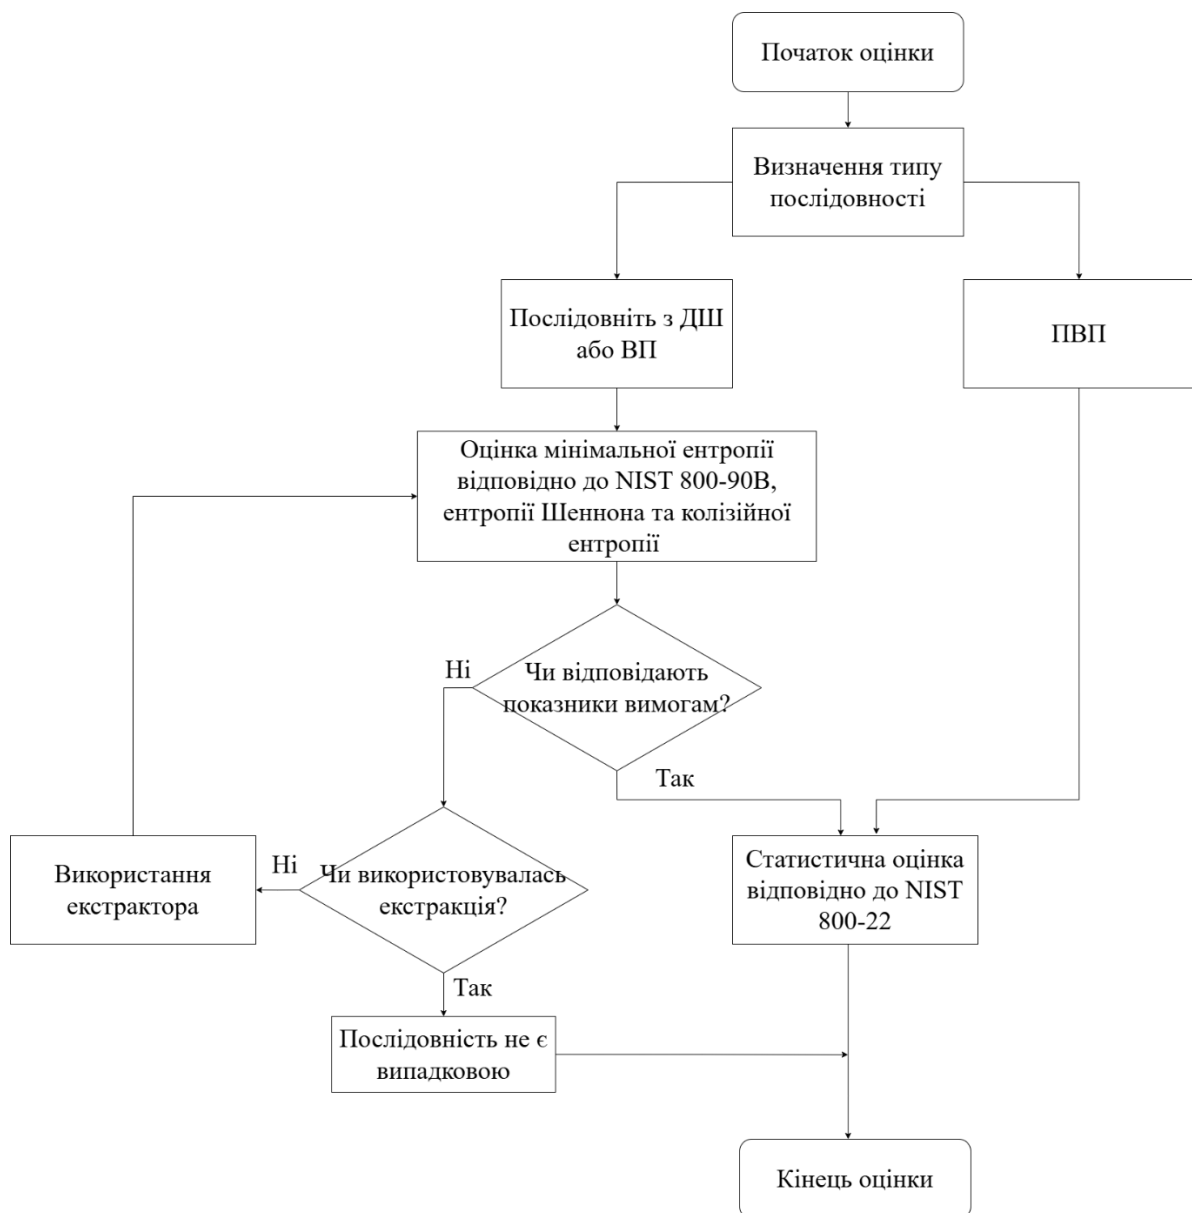 Початок оцінки
Визначення типу
послідовності
Послідовніть з ДШ
або ВП
ПВП
Оцінка мінімальної ентропії
відповідно до NIST 800-90B,
ентропії Шеннона та колізійної
ентропії
Ні
Чи відповідають
показники вимогам?
Так
Використання
екстрактора
Ні
Чи використовувалась
екстракція?
Статистична оцінка
відповідно до NIST
800-22
Так
Послідовність не є
випадковою
Кінець оцінки